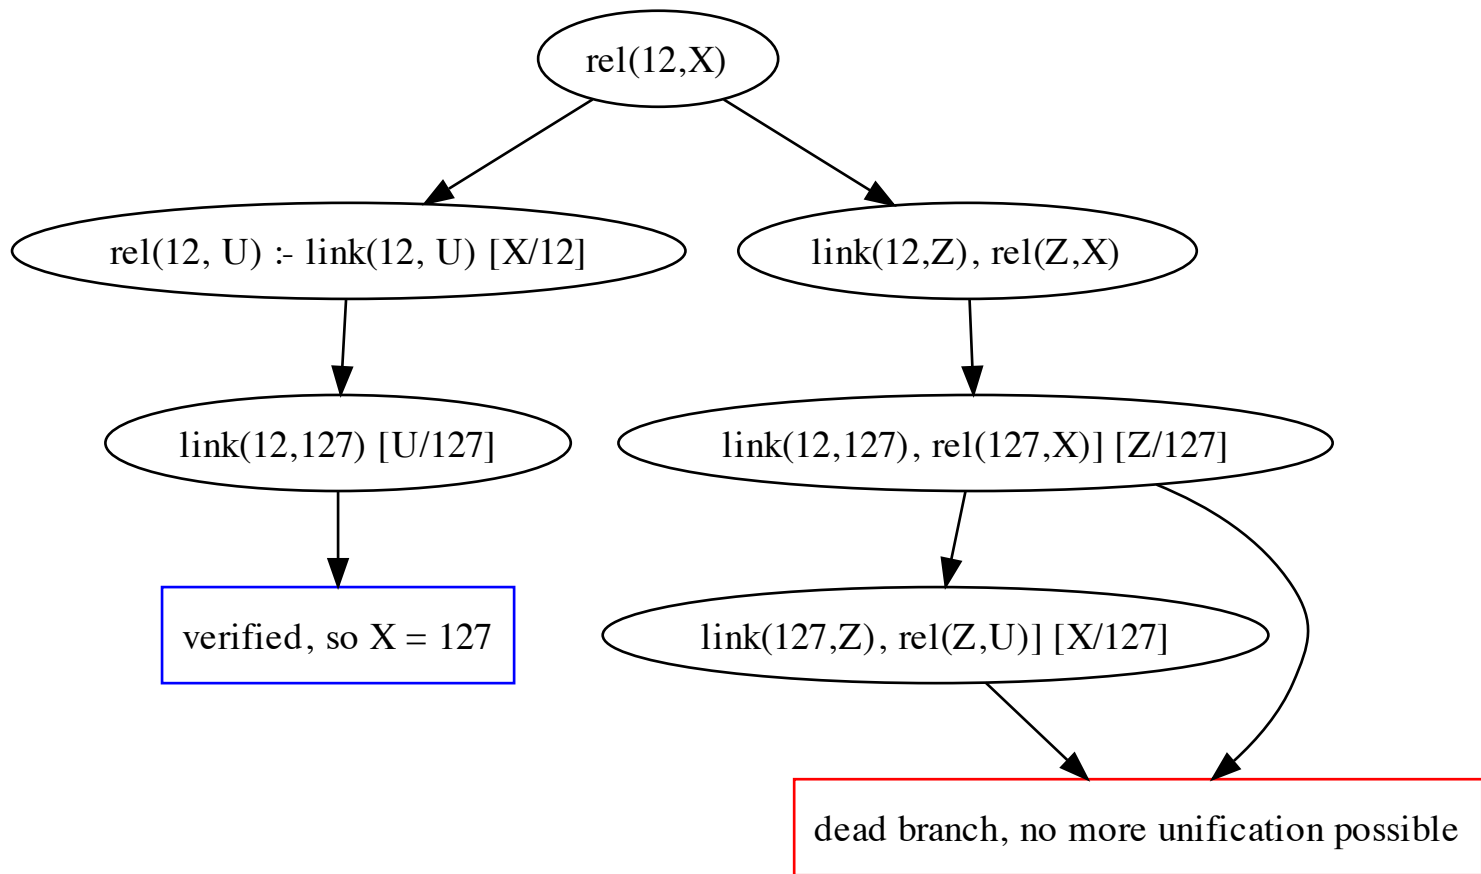 rel(12,X)
rel(12, U) :- link(12, U) [X/12]
link(12,Z), rel(Z,X)
link(12,127) [U/127]
link(12,127), rel(127,X)] [Z/127]
verified, so X = 127
link(127,Z), rel(Z,U)] [X/127]
dead branch, no more unification possible